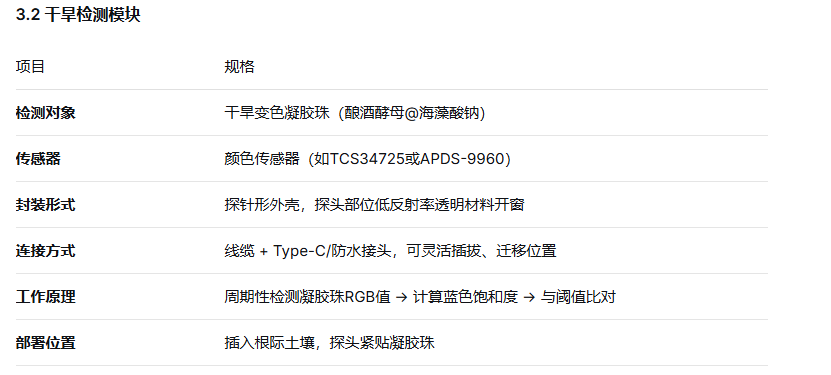 3.2 干旱检测模块
项目 规格
检测对象 干旱变色凝胶珠（酿酒酵母@海藻酸钠）
传感器 颜色传感器（如TCS34725或APDS-9960）
封装形式 探针形外壳，探头部位低反射率透明材料开窗
连接方式 线缆 + Type-C/防水接头，可灵活插拔、迁移位置
工作原理 周期性检测凝胶珠RGB值 → 计算蓝色饱和度 → 与阈值比对
部署位置 插入根际土壤，探头紧贴凝胶珠